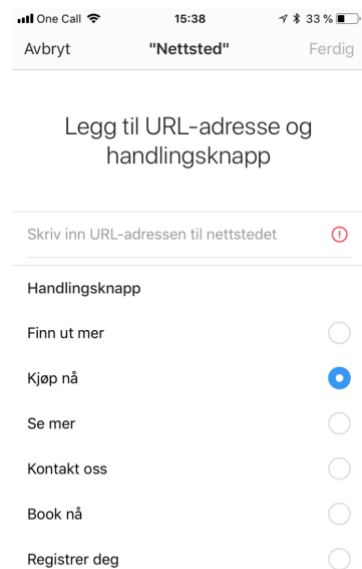 One Call 15:38 33 %
Avbryt "Nettsted" Ferdig
Legg til URL-adresse og
handlingsknapp
Skriv inn URL-adressen til nettstedet
Handlingsknapp
Finn ut mer
Kjøp nå
Se mer
Kontakt oss
Book nå
Registrer deg